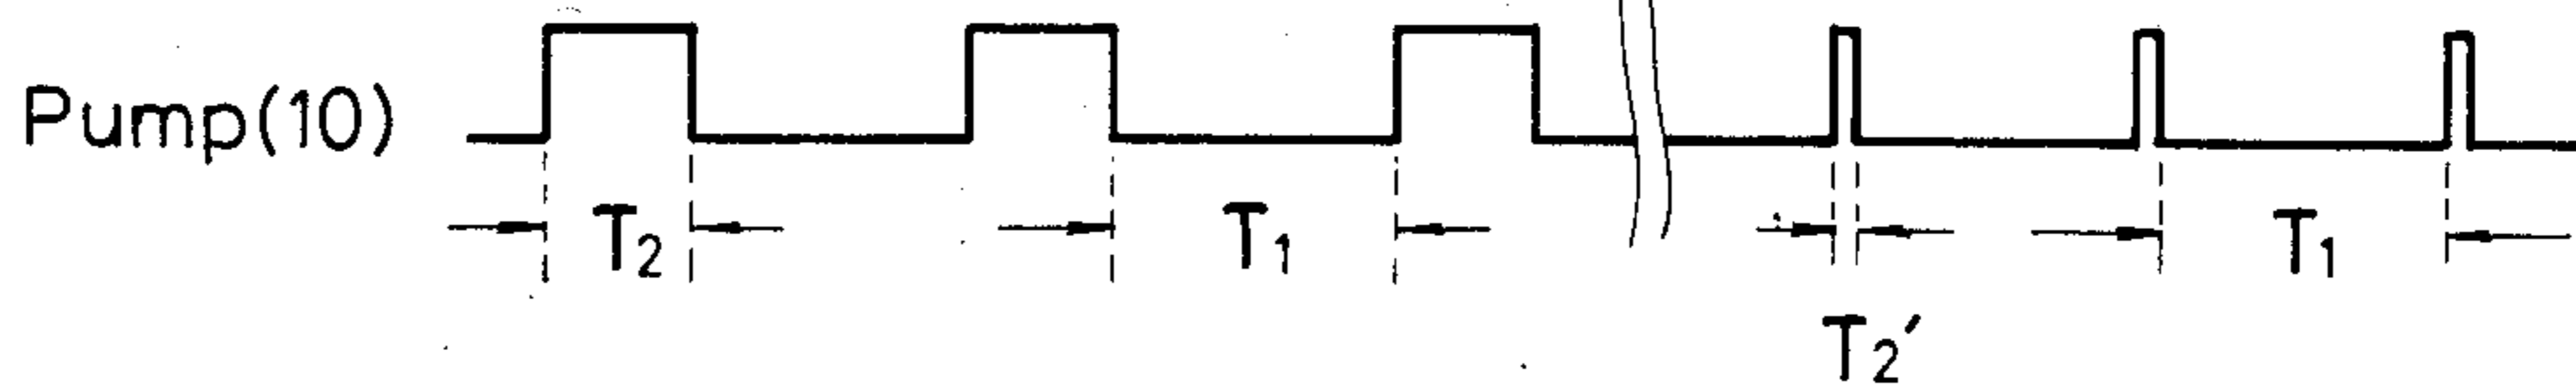 Pump(10)
T₂
T₁
T₂′
T₁